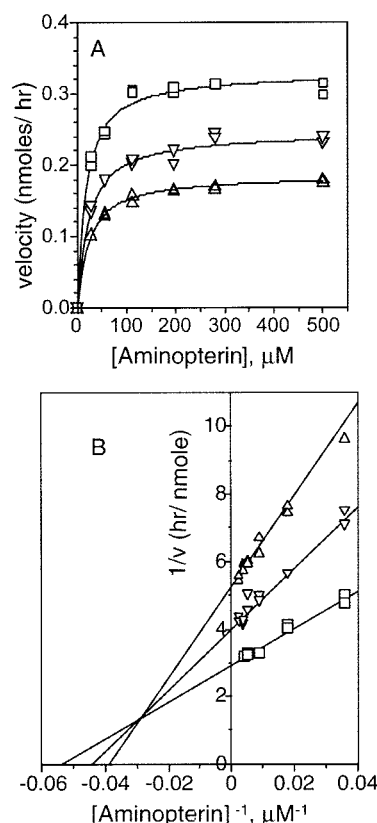 A
velocity (nmoles/ hr)
0.4
0.3
0.2
0.1
0.0
0 100 200 300 400 500
[Aminopterin], µM
B
1/v (hr/ nmole)
10
8
6
4
2
0
-0.06 -0.04 -0.02 0 0.02 0.04
[Aminopterin] -1, µM-1